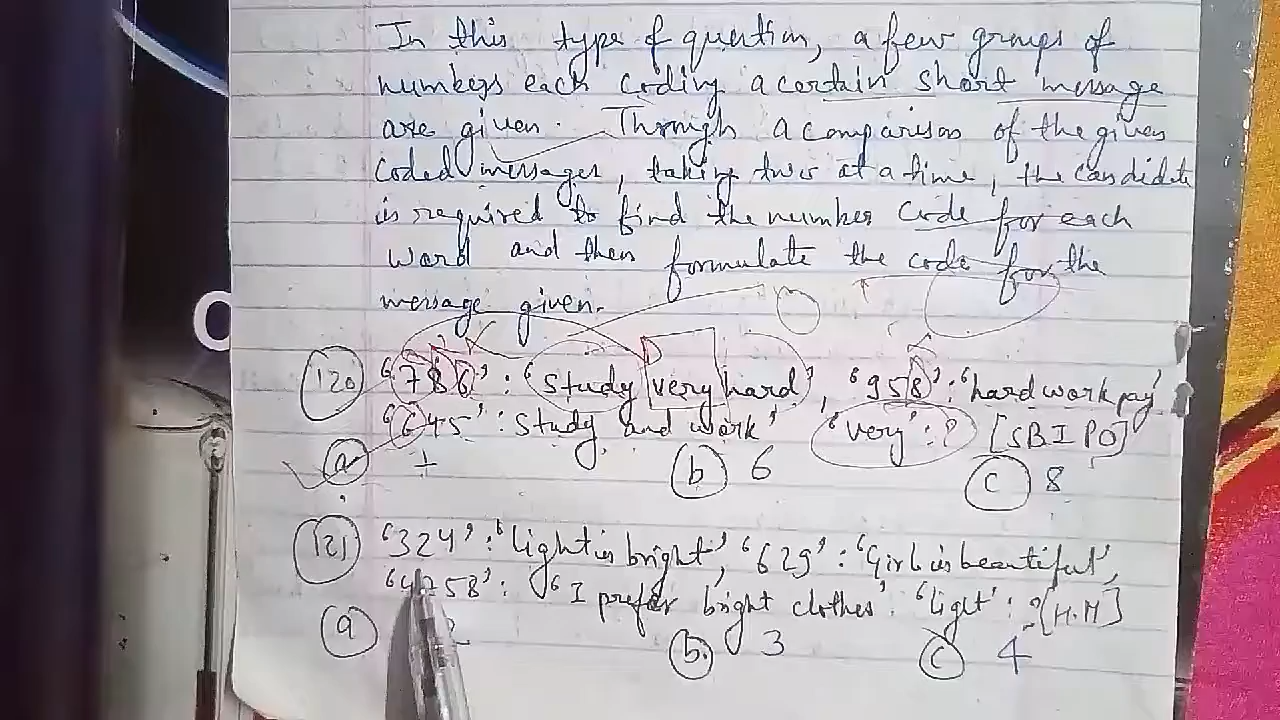 In this type of question, a few groups of
numbers each coding a certain short message
are given. Through a comparison of the given
coded messages, taking two at a time, the candidate
is required to find the number code for each
word and then formulate the code for the
message given.
(120) '786' : 'study very hard', '958' : 'hard work pay'
'645' : 'study and work' 'very' : ? [SBI PO]
(a) 7 (b) 6 (c) 8
(121) '324' : 'light is bright', '629' : 'Girl is beautiful',
'4758' : 'I prefer bright clothes'. 'light' : ? [H.M]
(a) 2 (b.) 3 (c) 4